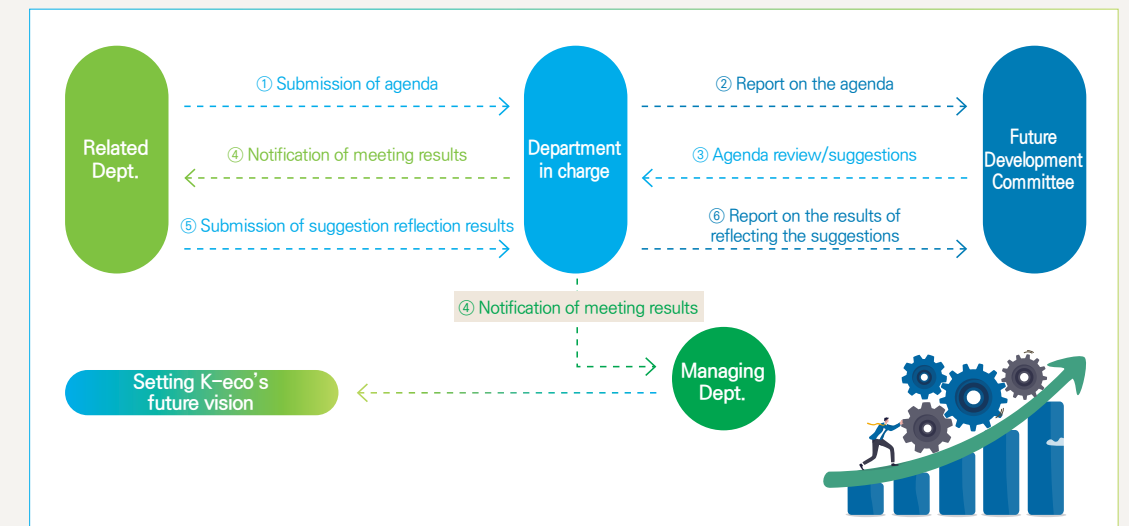 ① Submission of agenda
② Report on the agenda
Related
Dept.
④ Notification of meeting results
Department
in charge
③ Agenda review/suggestions
Future
Development
Committee
⑤ Submission of suggestion reflection results
⑥ Report on the results of
reflecting the suggestions
④ Notification of meeting results
Setting K-eco's
future vision
Managing
Dept.